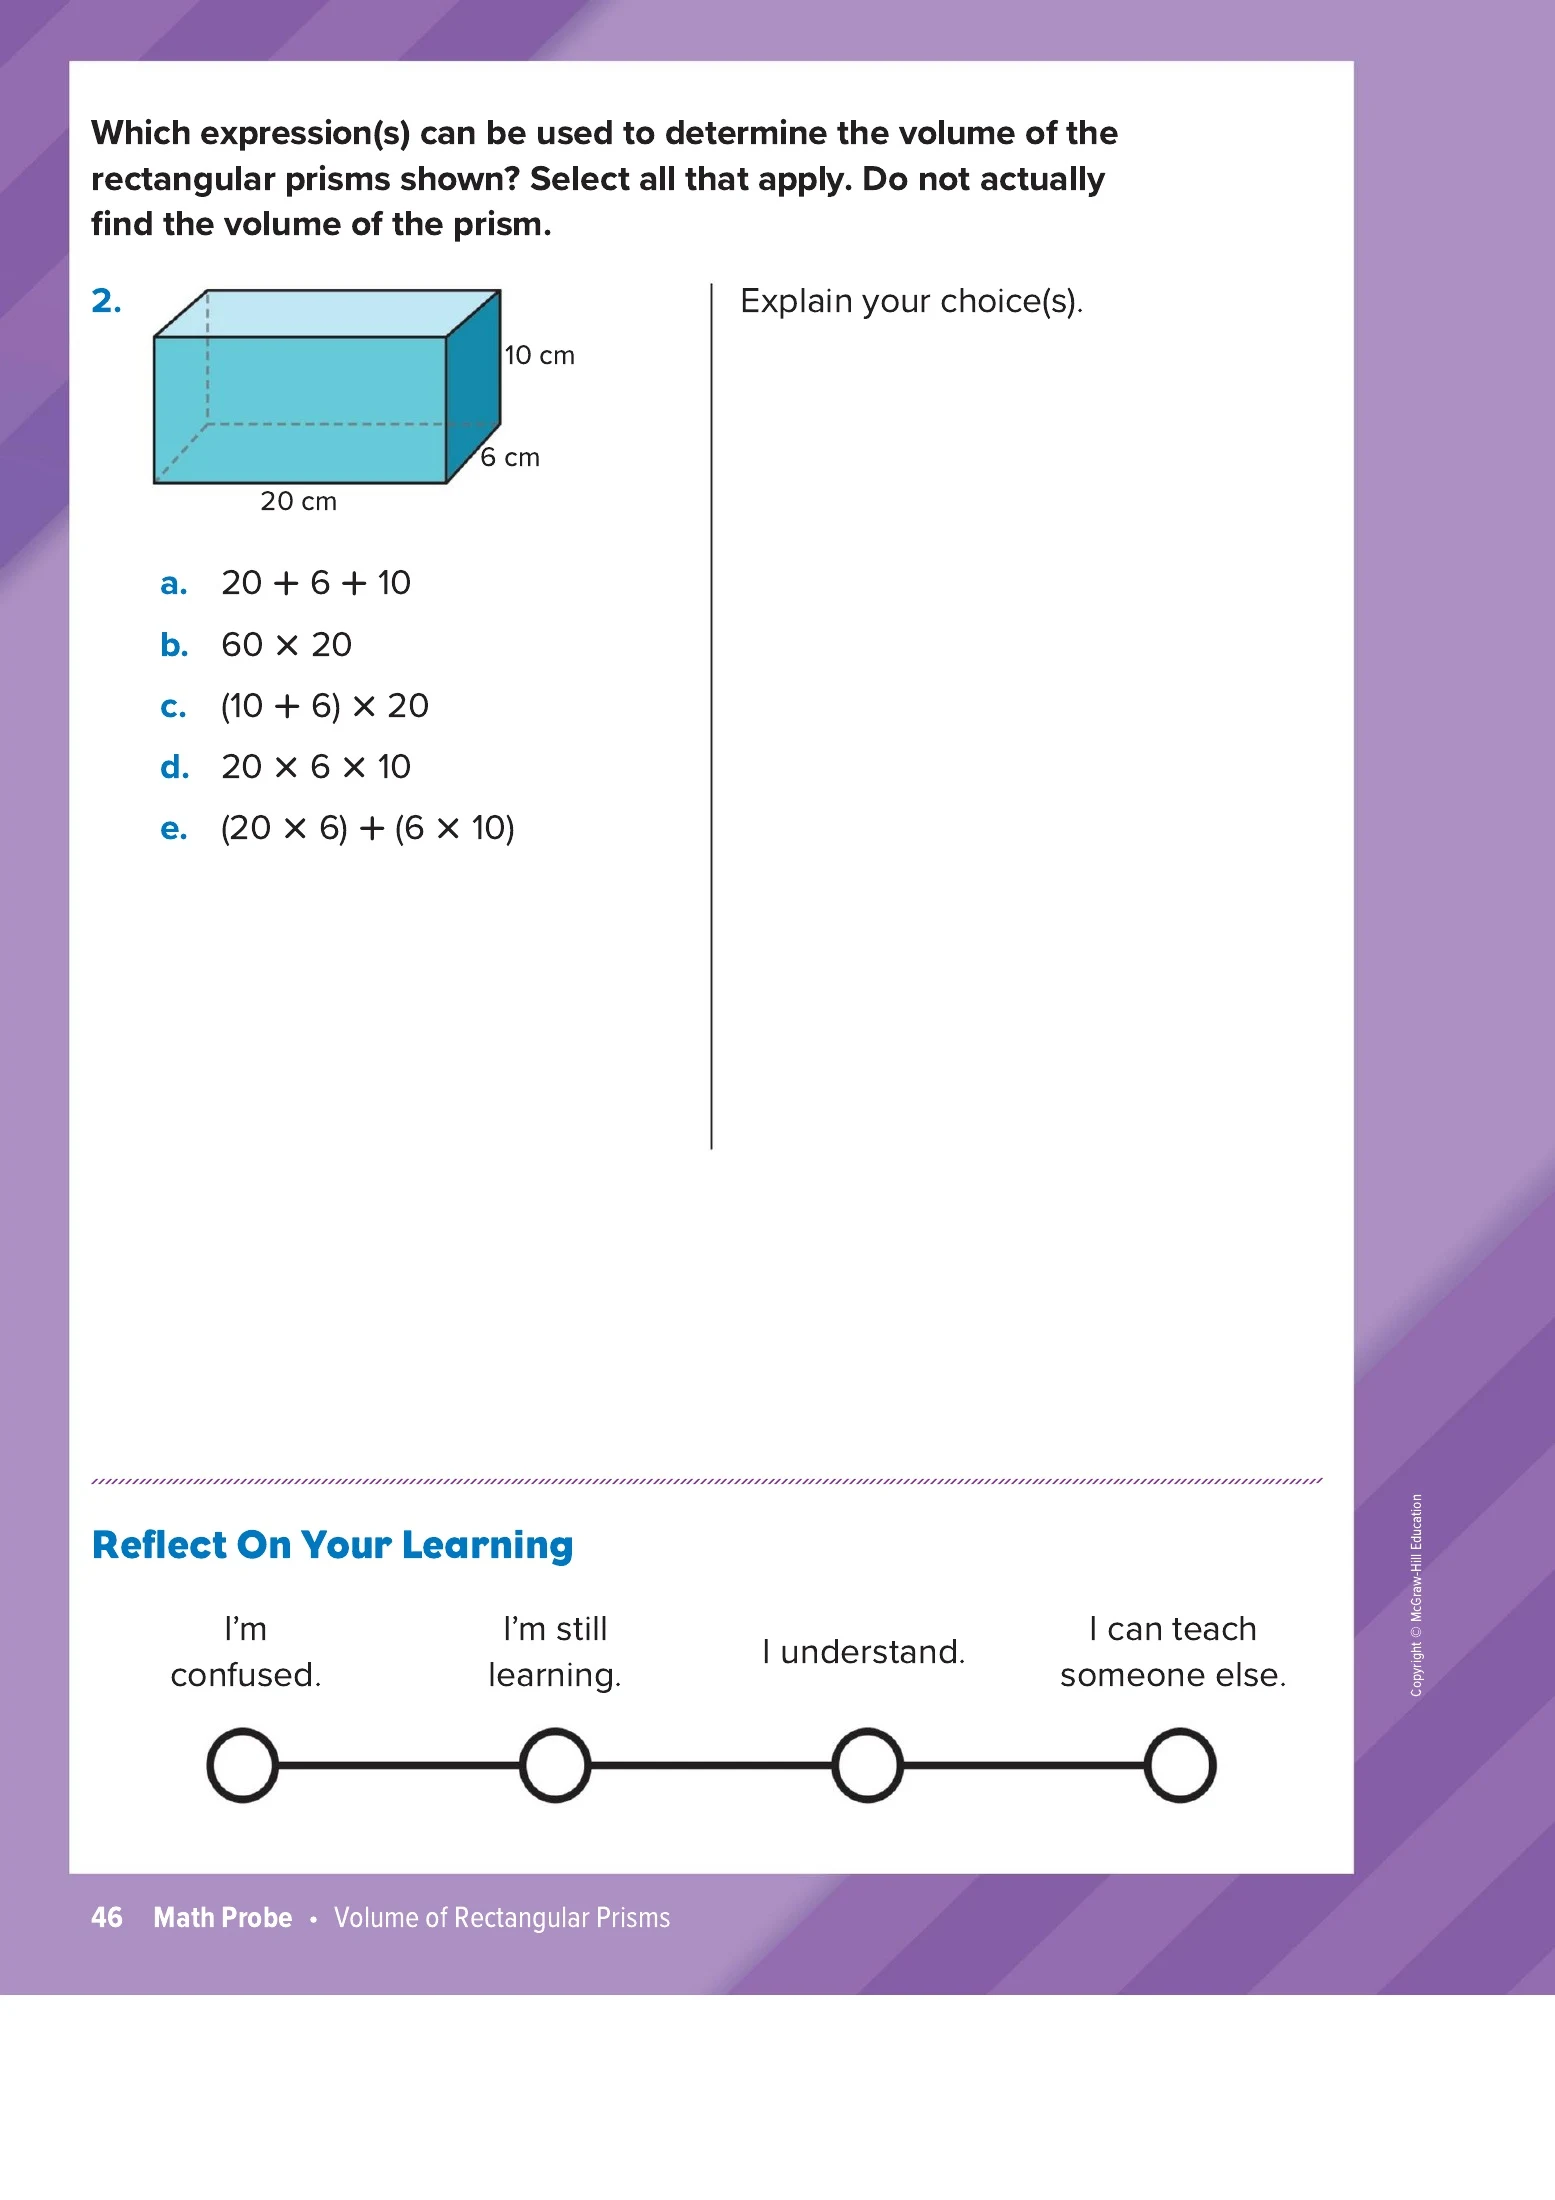 Which expression(s) can be used to determine the volume of the
rectangular prisms shown? Select all that apply. Do not actually
find the volume of the prism.
2.
10 cm
6 cm
20 cm
a. 20 + 6 + 10
b. 60 × 20
c. (10 + 6) × 20
d. 20 × 6 × 10
e. (20 × 6) + (6 × 10)
Explain your choice(s).
Reflect On Your Learning
I’m
confused.
I’m still
learning.
I understand.
I can teach
someone else.
Copyright © McGraw-Hill Education
46 Math Probe • Volume of Rectangular Prisms